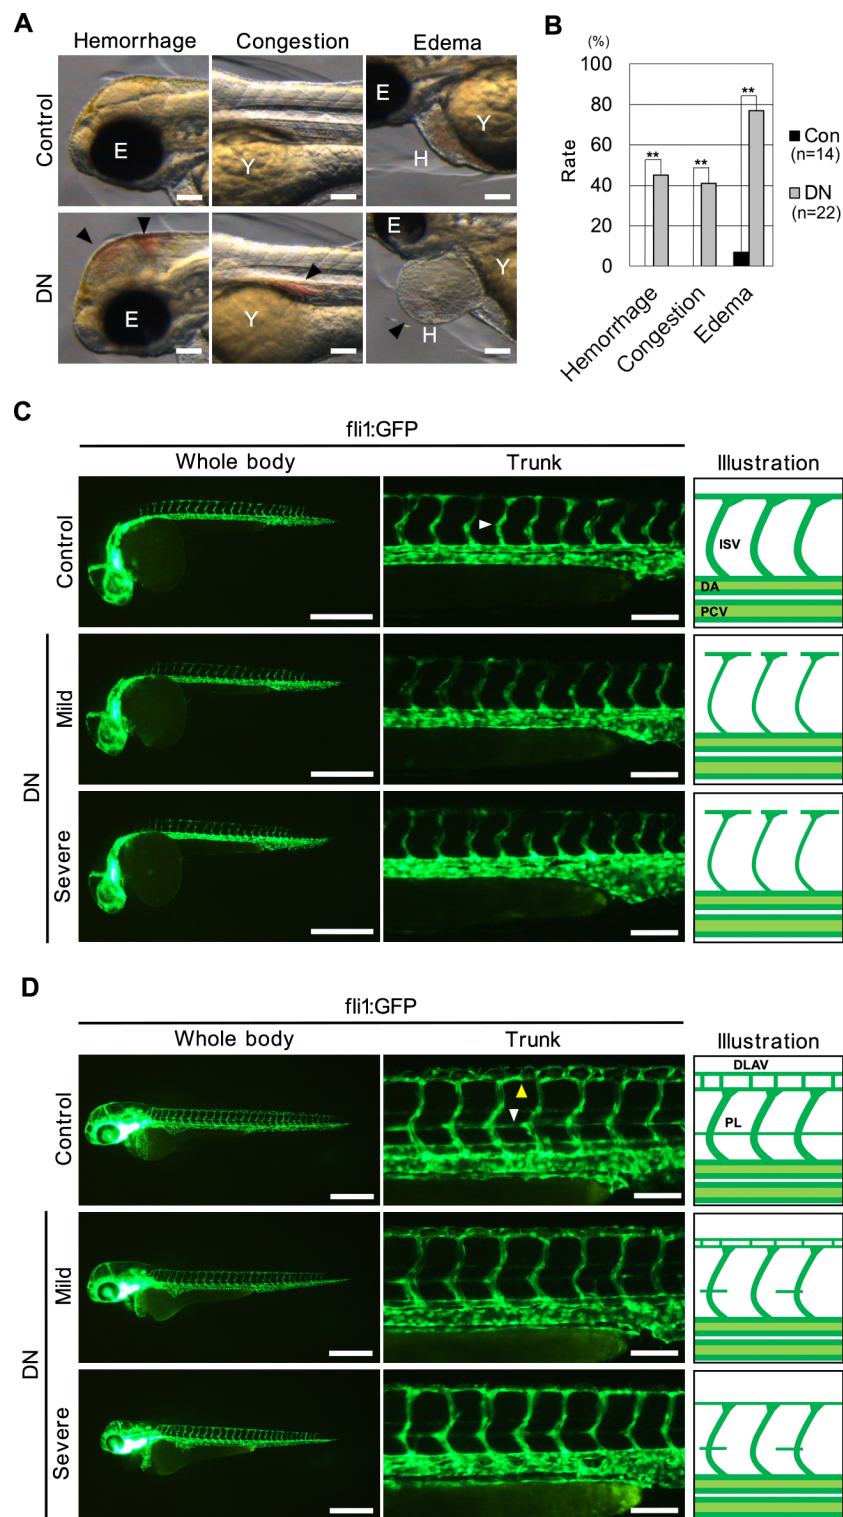 A
Hemorrhage Congestion Edema
Control
E
Y
E
Y
H
DN
E
Y
E
Y
H
B
(%)
100
80
60
40
20
0
Rate
**
**
**
Hemorrhage
Congestion
Edema
Con
(n=14)
DN
(n=22)
C
fli1:GFP
Whole body Trunk Illustration
Control
ISV
DA
PCV
DN
Mild
Severe
D
fli1:GFP
Whole body Trunk Illustration
Control
DLAV
PL
DN
Mild
Severe